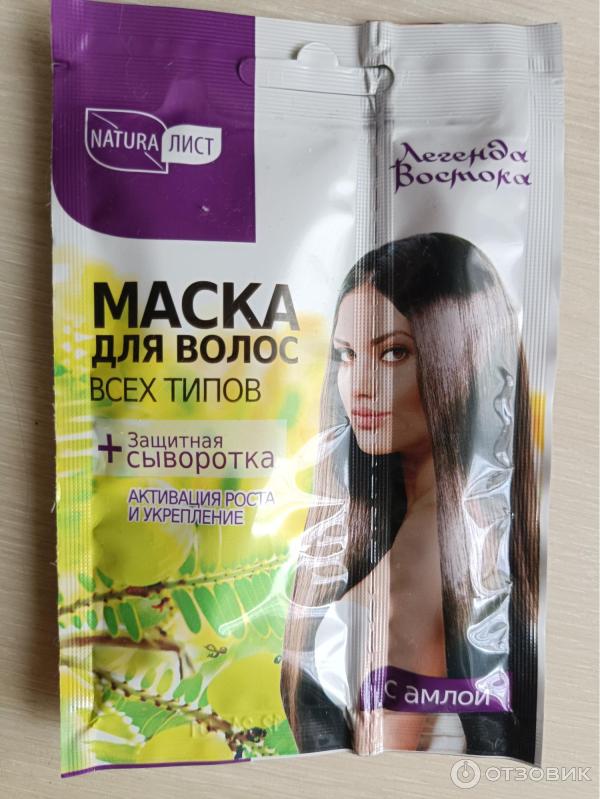 NATURA ЛИСТ
Легенда
Востока
МАСКА
ДЛЯ ВОЛОС
ВСЕХ ТИПОВ
+ Защитная
СЫВОРОТКА
АКТИВАЦИЯ РОСТА
И УКРЕПЛЕНИЕ
С АМЛОЙ
ОТЗОВИК